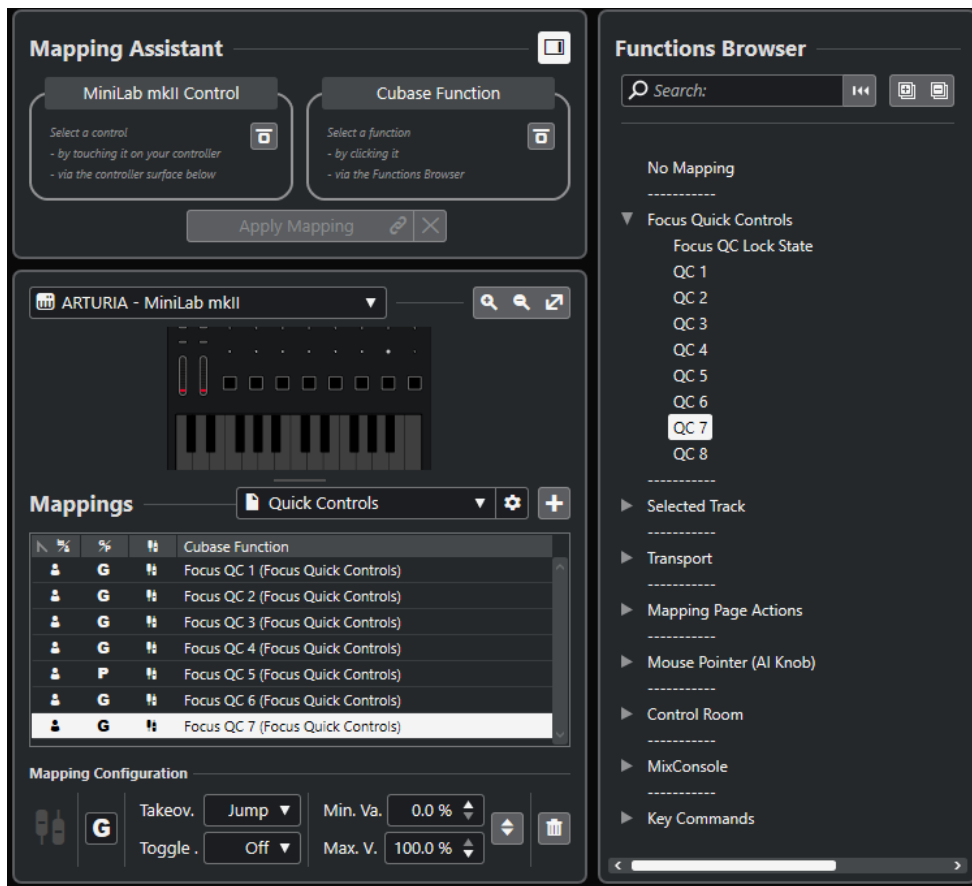 Mapping Assistant
MiniLab mkII Control
Select a control
- by touching it on your controller
- via the controller surface below
Cubase Function
Select a function
- by clicking it
- via the Functions Browser
Apply Mapping
ARTURIA - MiniLab mkII
Mappings
Quick Controls
Cubase Function
G Focus QC 1 (Focus Quick Controls)
G Focus QC 2 (Focus Quick Controls)
G Focus QC 3 (Focus Quick Controls)
G Focus QC 4 (Focus Quick Controls)
P Focus QC 5 (Focus Quick Controls)
G Focus QC 6 (Focus Quick Controls)
G Focus QC 7 (Focus Quick Controls)
Mapping Configuration
G
Takeov. Jump
Toggle . Off
Min. Va. 0.0 %
Max. V. 100.0 %
Functions Browser
Search:
No Mapping
-----------
Focus Quick Controls
Focus QC Lock State
QC 1
QC 2
QC 3
QC 4
QC 5
QC 6
QC 7
QC 8
-----------
Selected Track
-----------
Transport
-----------
Mapping Page Actions
-----------
Mouse Pointer (AI Knob)
-----------
Control Room
-----------
MixConsole
-----------
Key Commands